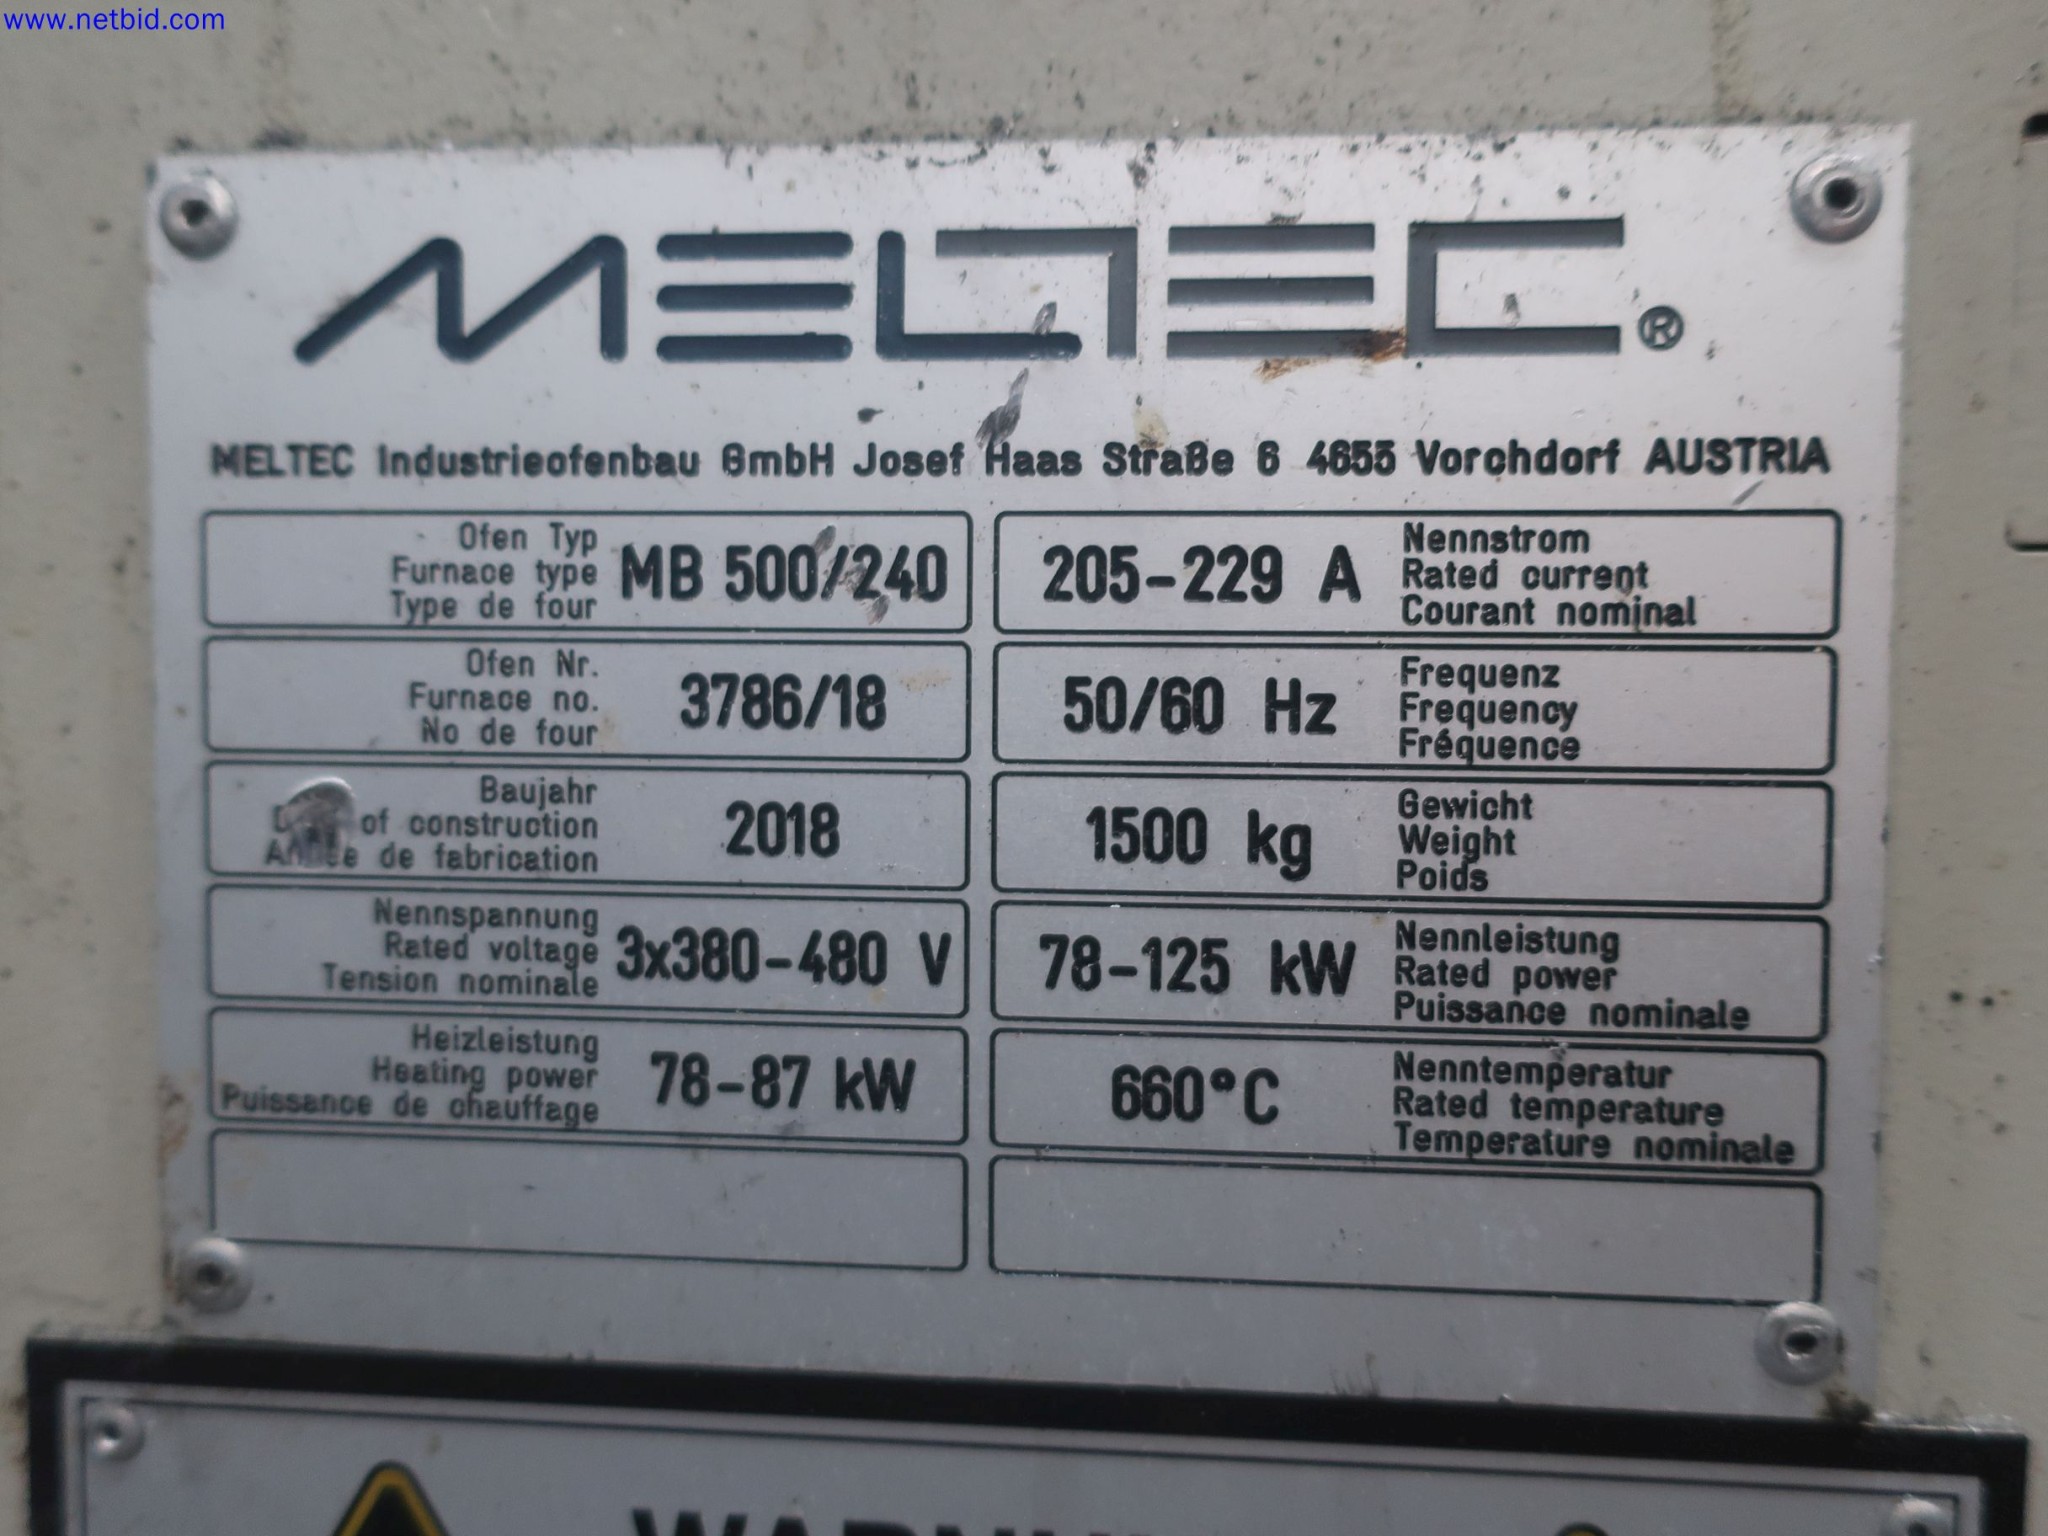 www.netbid.com
MELTEC®
MELTEC Industrieofenbau GmbH Josef Haas Straße 6 4655 Vorchdorf AUSTRIA
Ofen Typ
Furnace type
Type de four
MB 500/240
205-229 A
Nennstrom
Rated current
Courant nominal
Ofen Nr.
Furnace no.
No de four
3786/18
50/60 Hz
Frequenz
Frequency
Fréquence
Baujahr
of construction
Année de fabrication
2018
1500 kg
Gewicht
Weight
Poids
Nennspannung
Rated voltage
Tension nominale
3x380-480 V
78-125 kW
Nennleistung
Rated power
Puissance nominale
Heizleistung
Heating power
Puissance de chauffage
78-87 kW
660°C
Nenntemperatur
Rated temperature
Temperature nominale